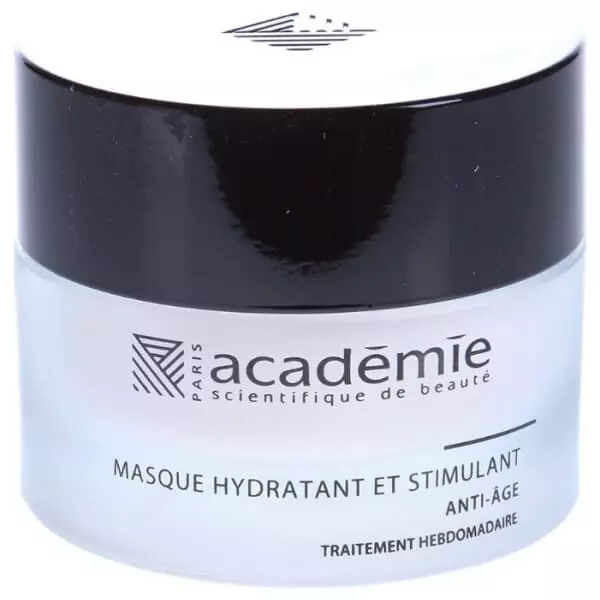 PARIS
académie
scientifique de beauté
MASQUE HYDRATANT ET STIMULANT
ANTI-ÂGE
TRAITEMENT HEBDOMADAIRE